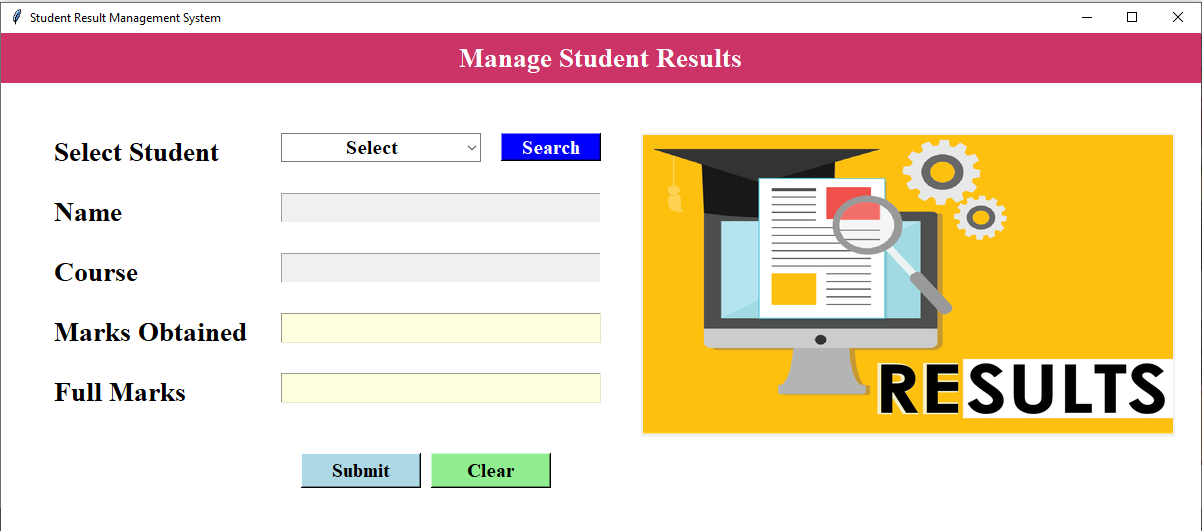 Student Result Management System
Manage Student Results
Select Student
Select
Search
Name
Course
Marks Obtained
Full Marks
RESULTS
Submit
Clear